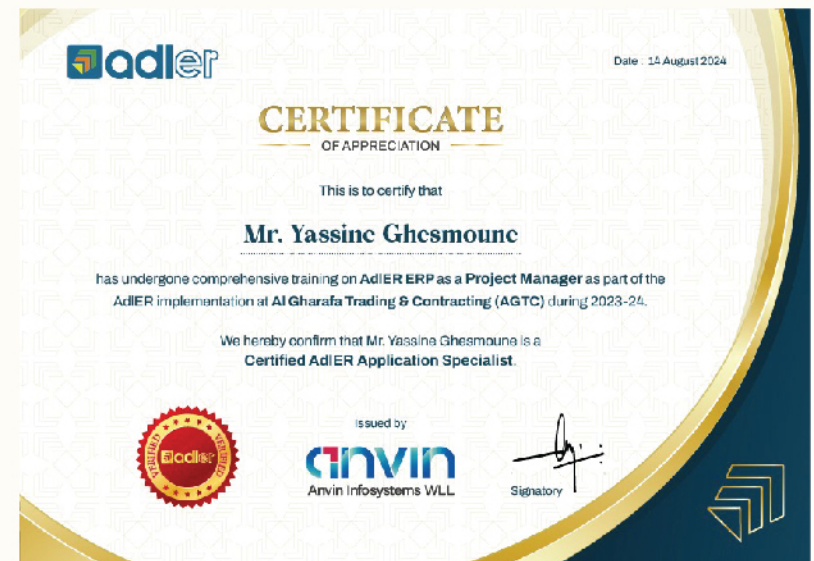 adler
Date : 14 August 2024
CERTIFICATE
OF APPRECIATION
This is to certify that
Mr. Yassine Ghesmoune
has undergone comprehensive training on AdlER ERP as a Project Manager as part of the
AdlER implementation at Al Gharafa Trading & Contracting (AGTC) during 2023-24.
We hereby confirm that Mr. Yassine Ghesmoune is a
Certified AdlER Application Specialist.
VERIFIED
adler
VERIFIED
Issued by
anvin
Anvin Infosystems WLL
Signatory